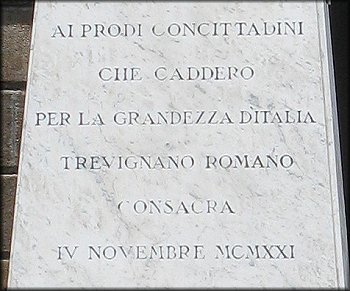 AI PRODI CONCITTADINI
CHE CADDERO
PER LA GRANDEZZA D'ITALIA
TREVIGNANO ROMANO
CONSACRA
IV NOVEMBRE MCMXXI